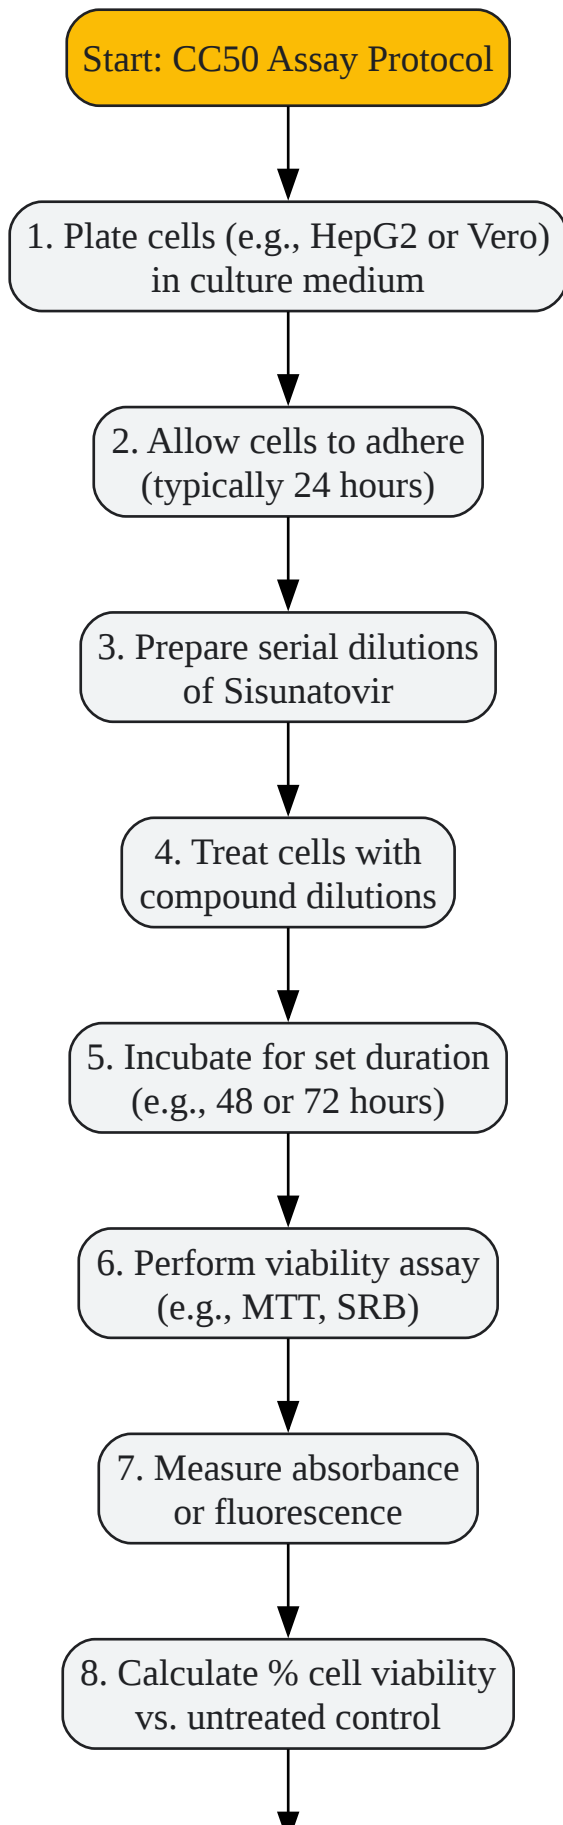 Start: CC50 Assay Protocol
1. Plate cells (e.g., HepG2 or Vero)
in culture medium
2. Allow cells to adhere
(typically 24 hours)
3. Prepare serial dilutions
of Sisunatovir
4. Treat cells with
compound dilutions
5. Incubate for set duration
(e.g., 48 or 72 hours)
6. Perform viability assay
(e.g., MTT, SRB)
7. Measure absorbance
or fluorescence
8. Calculate % cell viability
vs. untreated control